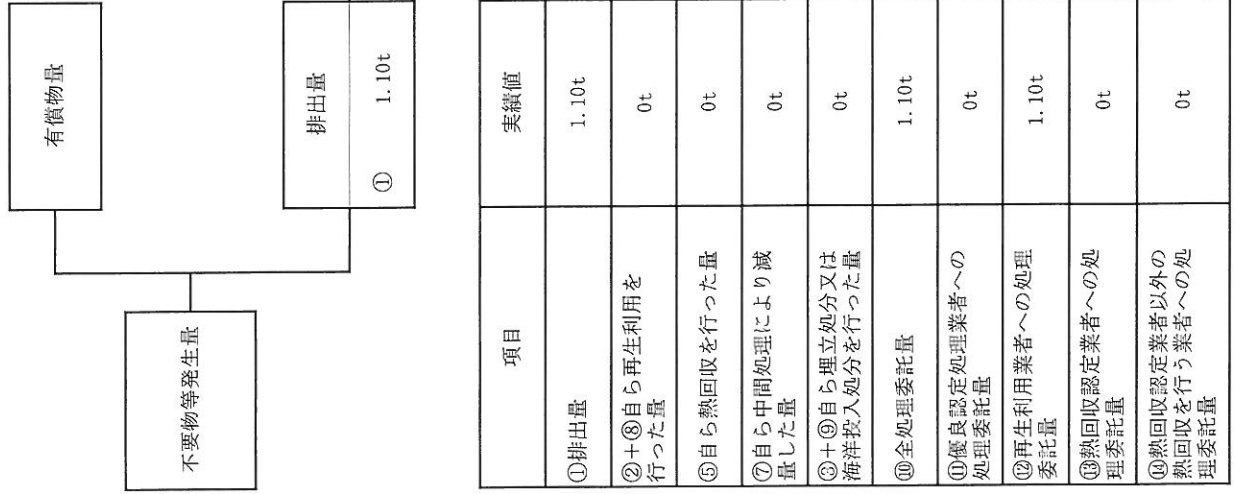 有償物量
不要物等発生量
排出量
① 1.10t
項目 実績値
①排出量 1.10t
②+⑧自ら再生利用を
行った量 0t
⑤自ら熱回収を行った量 0t
⑦自ら中間処理により減
量した量 0t
③+⑨自ら埋立処分又は
海洋投入処分を行った量 0t
⑩全処理委託量 1.10t
⑪優良認定処理業者への
処理委託量 0t
⑫再生利用業者への処理
委託量 1.10t
⑬熱回収認定業者への処
理委託量 0t
⑭熱回収認定業者以外の
熱回収を行う業者への処
理委託量 0t